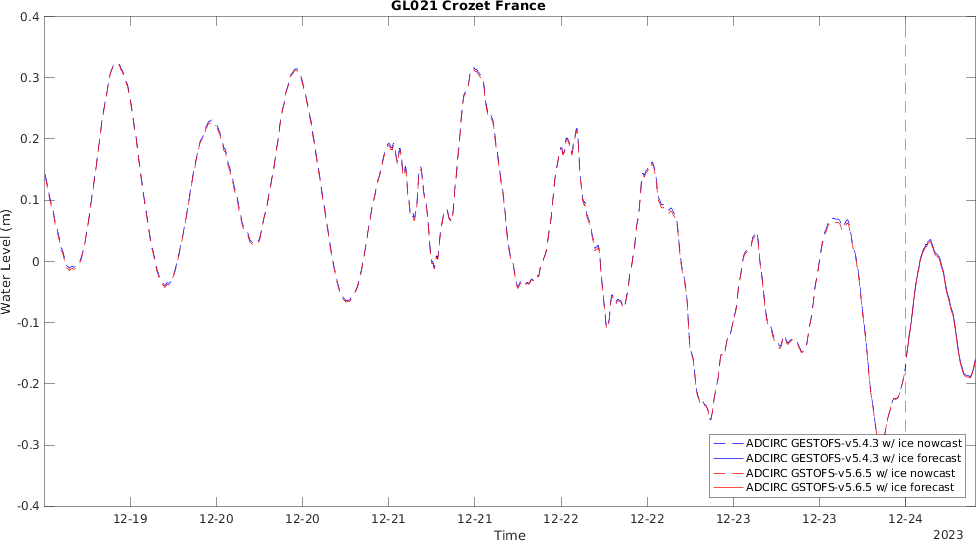 GL021 Crozet France
0.4
0.3
0.2
0.1
0
-0.1
-0.2
-0.3
-0.4
Water Level (m)
ADCIRC GESTOFS-v5.4.3 w/ ice nowcast
ADCIRC GESTOFS-v5.4.3 w/ ice forecast
ADCIRC GSTOFS-v5.6.5 w/ ice nowcast
ADCIRC GSTOFS-v5.6.5 w/ ice forecast
12-19 12-20 12-20 12-21 12-21 12-22 12-22 12-23 12-23 12-24
Time
2023